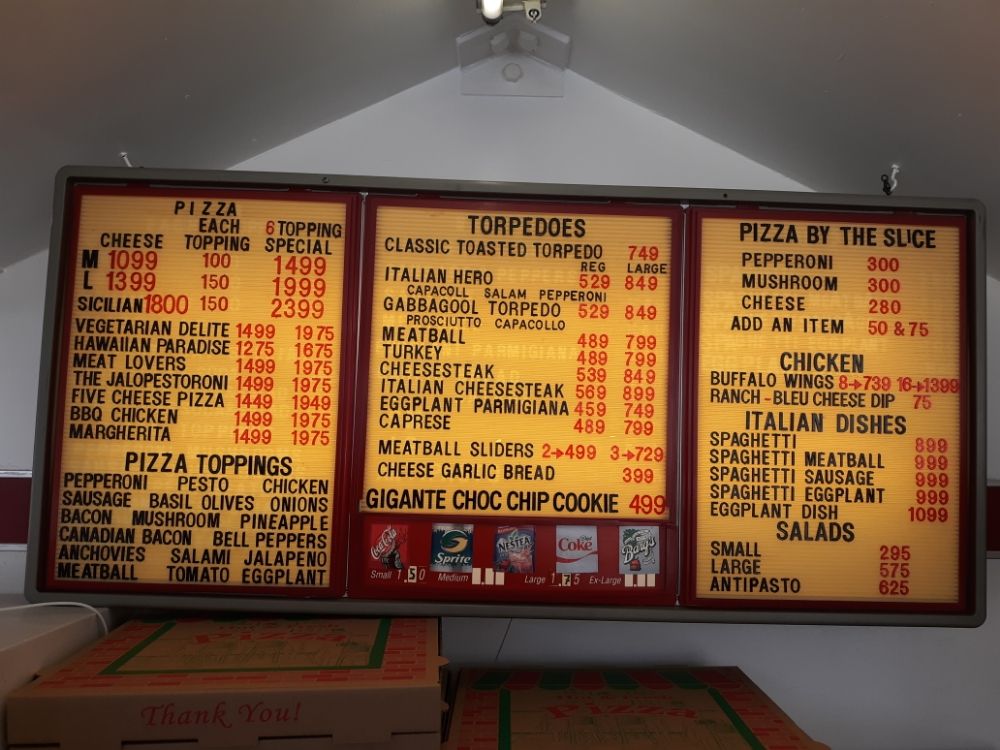 PIZZA
EACH 6 TOPPING
CHEESE TOPPING SPECIAL
M 1099 100 1499
L 1399 150 1999
SICILIAN 1800 150 2399
VEGETARIAN DELITE 1499 1975
HAWAIIAN PARADISE 1275 1675
MEAT LOVERS 1499 1975
THE JALOPESTORONI 1499 1975
FIVE CHEESE PIZZA 1449 1949
BBQ CHICKEN 1499 1975
MARGHERITA 1499 1975
PIZZA TOPPINGS
PEPPERONI PESTO CHICKEN
SAUSAGE BASIL OLIVES ONIONS
BACON MUSHROOM PINEAPPLE
CANADIAN BACON BELL PEPPERS
ANCHOVIES SALAMI JALAPENO
MEATBALL TOMATO EGGPLANT
TORPEDOES
CLASSIC TOASTED TORPEDO 749
REG LARGE
ITALIAN HERO 529 849
CAPACOLL SALAM PEPPERONI
GABBAGOOL TORPEDO 529 849
PROSCIUTTO CAPACOLLO
MEATBALL 489 799
TURKEY 489 799
CHEESESTEAK 539 849
ITALIAN CHEESESTEAK 569 899
EGGPLANT PARMIGIANA 459 749
CAPRESE 489 799
MEATBALL SLIDERS 2→499 3→729
CHEESE GARLIC BREAD 399
GIGANTE CHOC CHIP COOKIE 499
Coca-Cola Sprite NESTEA Diet Coke Barq's
Small 1.50 Medium Large 1.75 Ex-Large
PIZZA BY THE SLICE
PEPPERONI 300
MUSHROOM 300
CHEESE 280
ADD AN ITEM 50 & 75
CHICKEN
BUFFALO WINGS 8→739 16→1399
RANCH - BLEU CHEESE DIP 75
ITALIAN DISHES
SPAGHETTI 899
SPAGHETTI MEATBALL 999
SPAGHETTI SAUSAGE 999
SPAGHETTI EGGPLANT 999
EGGPLANT DISH 1099
SALADS
SMALL 295
LARGE 575
ANTIPASTO 625
Pizza
Thank You!
Pizza